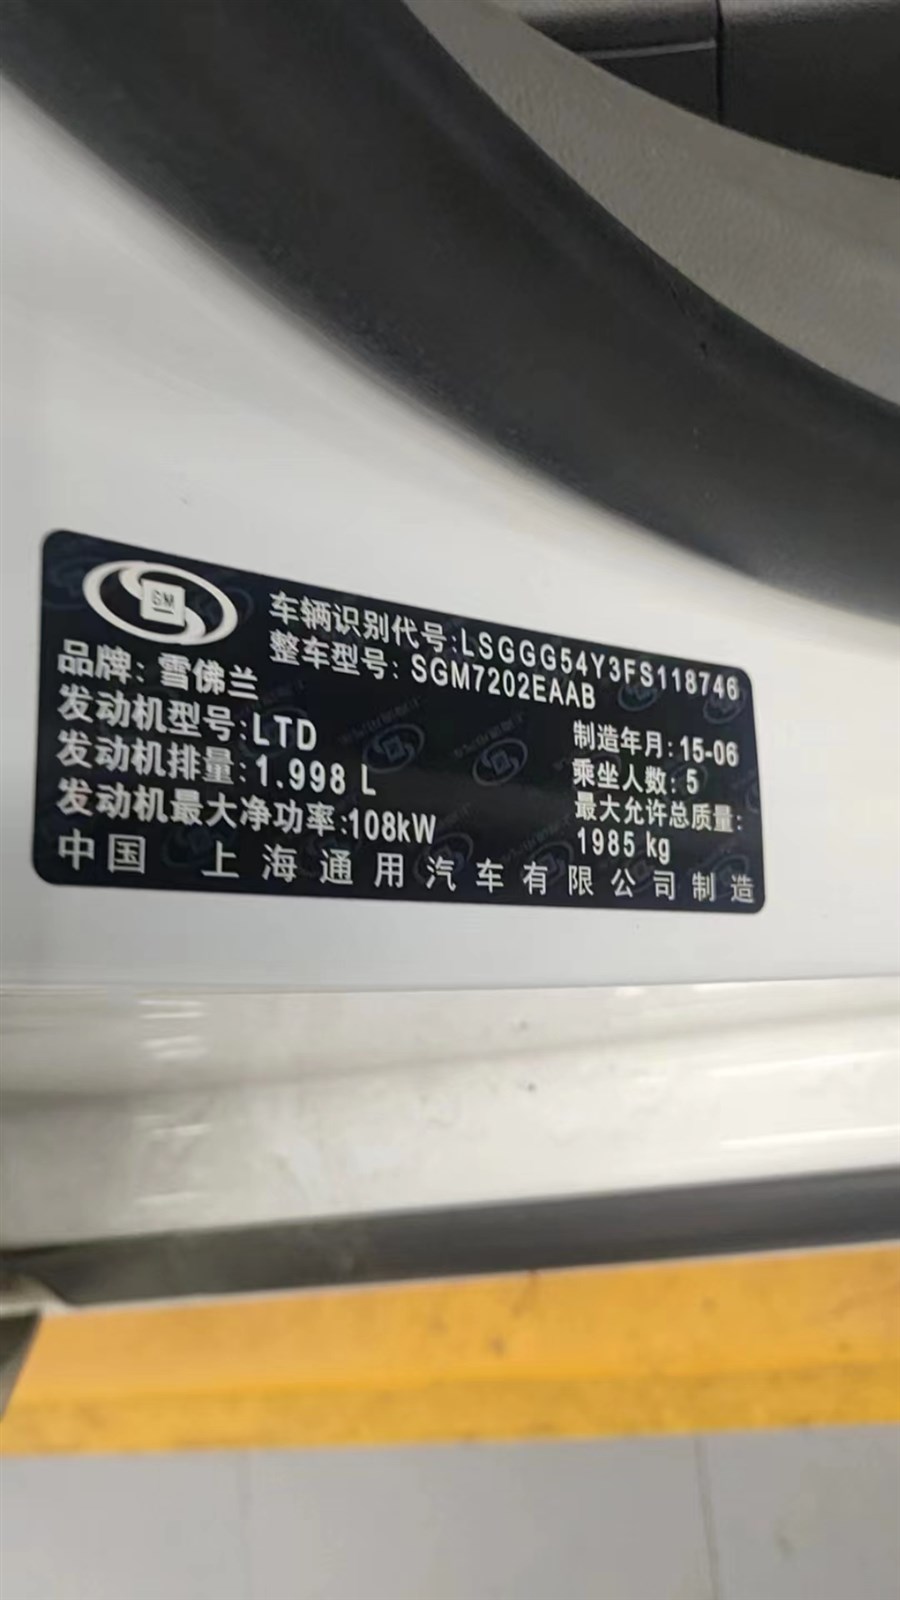 SGM
车辆识别代号:LSGGG54Y3FS118746
整车型号: SGM7202EAAB
品牌: 雪佛兰
发动机型号:LTD
制造年月:15-06
发动机排量:1.998 L
乘坐人数: 5
发动机最大净功率:108kW
最大允许总质量:
1985 kg
中国 上海通用汽车有限公司制造